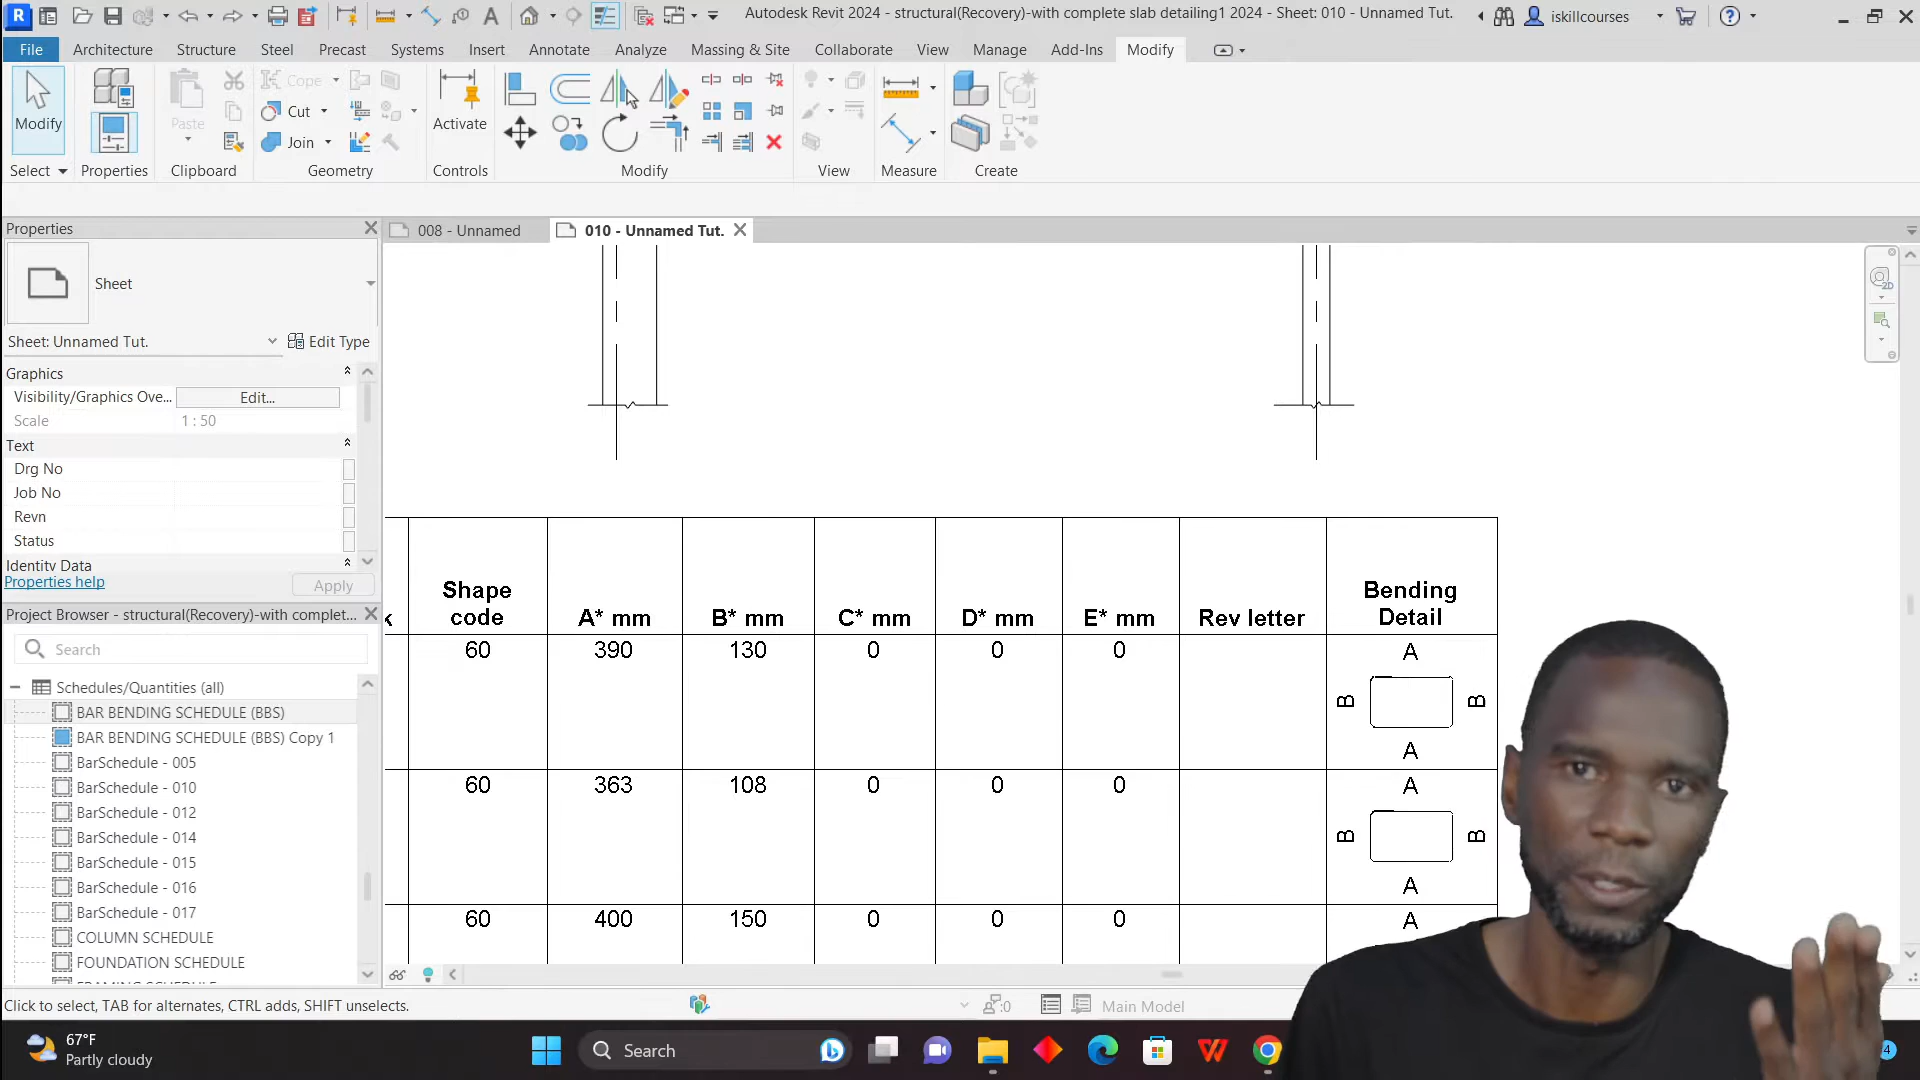 Autodesk Revit 2024 - structural(Recovery)-with complete slab detailing1 2024 - Sheet: 010 - Unnamed Tut.
iskillcourses
File Architecture Structure Steel Precast Systems Insert Annotate Analyze Massing & Site Collaborate View Manage Add-Ins Modify
Modify
Paste
Cope
Cut
Join
Activate
Select Properties Clipboard Geometry Controls Modify View Measure Create
Properties
008 - Unnamed
010 - Unnamed Tut.
2D
Sheet
Sheet: Unnamed Tut.
Edit Type
Graphics
Visibility/Graphics Ove... Edit...
Scale 1 : 50
Text
Drg No
Job No
Revn
Status
Identity Data
Properties help
Apply
Project Browser - structural(Recovery)-with complet...
Search
Schedules/Quantities (all)
BAR BENDING SCHEDULE (BBS)
BAR BENDING SCHEDULE (BBS) Copy 1
BarSchedule - 005
BarSchedule - 010
BarSchedule - 012
BarSchedule - 014
BarSchedule - 015
BarSchedule - 016
BarSchedule - 017
COLUMN SCHEDULE
FOUNDATION SCHEDULE
Shape code A* mm B* mm C* mm D* mm E* mm Rev letter Bending Detail
60 390 130 0 0 0 A
B B
A
60 363 108 0 0 0 A
B B
A
60 400 150 0 0 0 A
Click to select, TAB for alternates, CTRL adds, SHIFT unselects.
:0
Main Model
67°F
Partly cloudy
Search